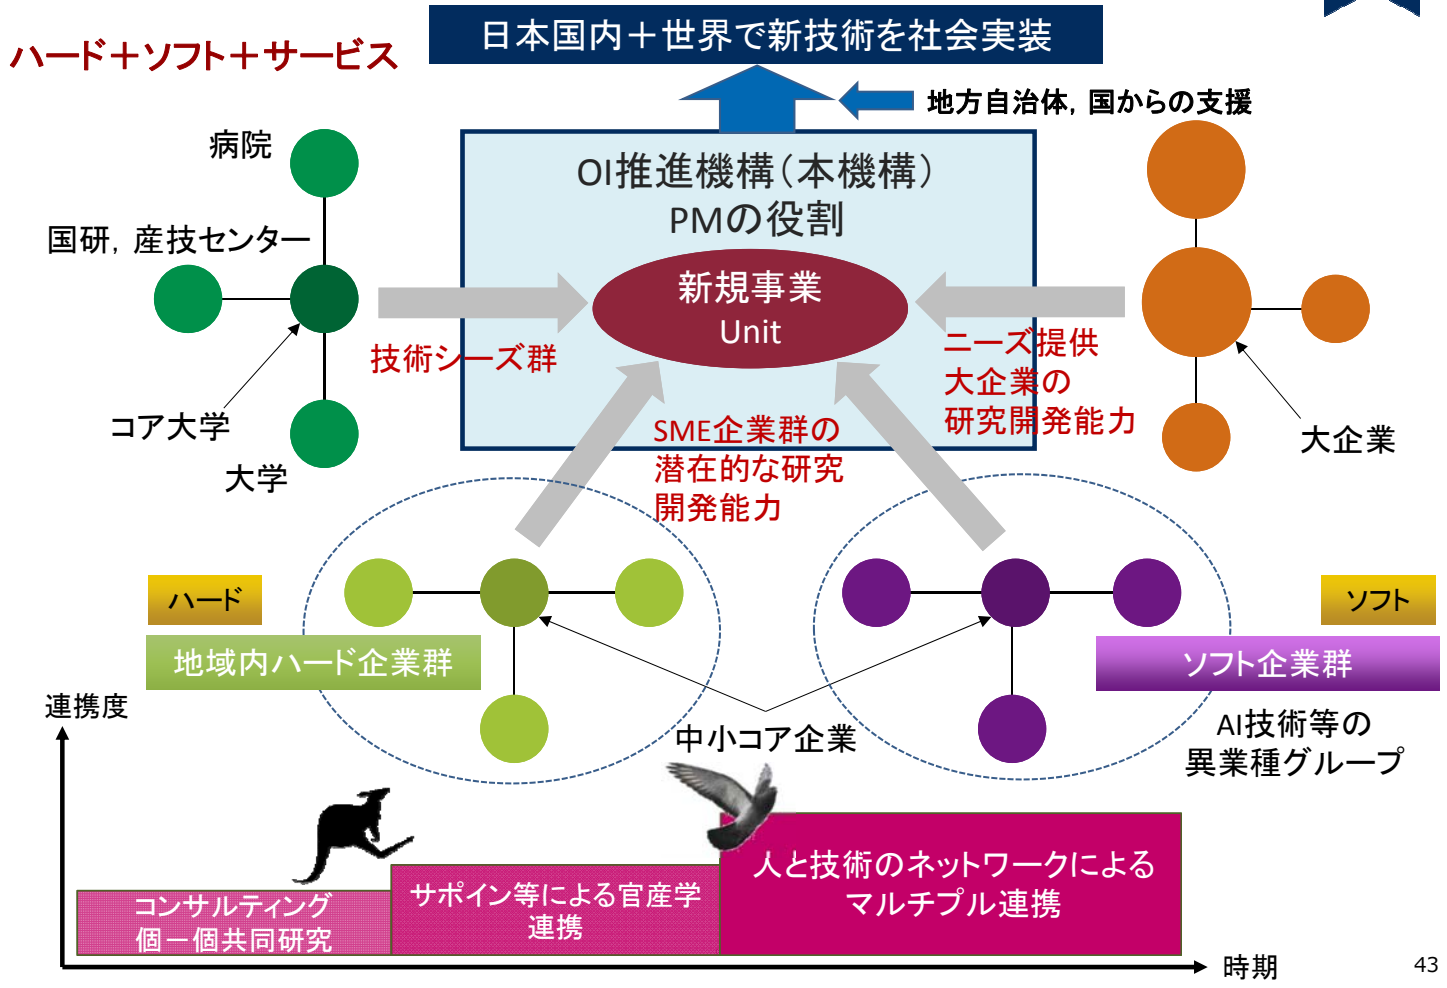 日本国内＋世界で新技術を社会実装
ハード＋ソフト＋サービス
地方自治体，国からの支援
病院
OI推進機構（本機構）
PMの役割
国研，産技センター
新規事業
Unit
技術シーズ群
ニーズ提供
大企業の
研究開発能力
コア大学
大学
SME企業群の
潜在的な研究
開発能力
大企業
ハード
ソフト
地域内ハード企業群
ソフト企業群
連携度
中小コア企業
AI技術等の
異業種グループ
コンサルティング
個－個共同研究
サポイン等による官産学
連携
人と技術のネットワークによる
マルチプル連携
時期
43